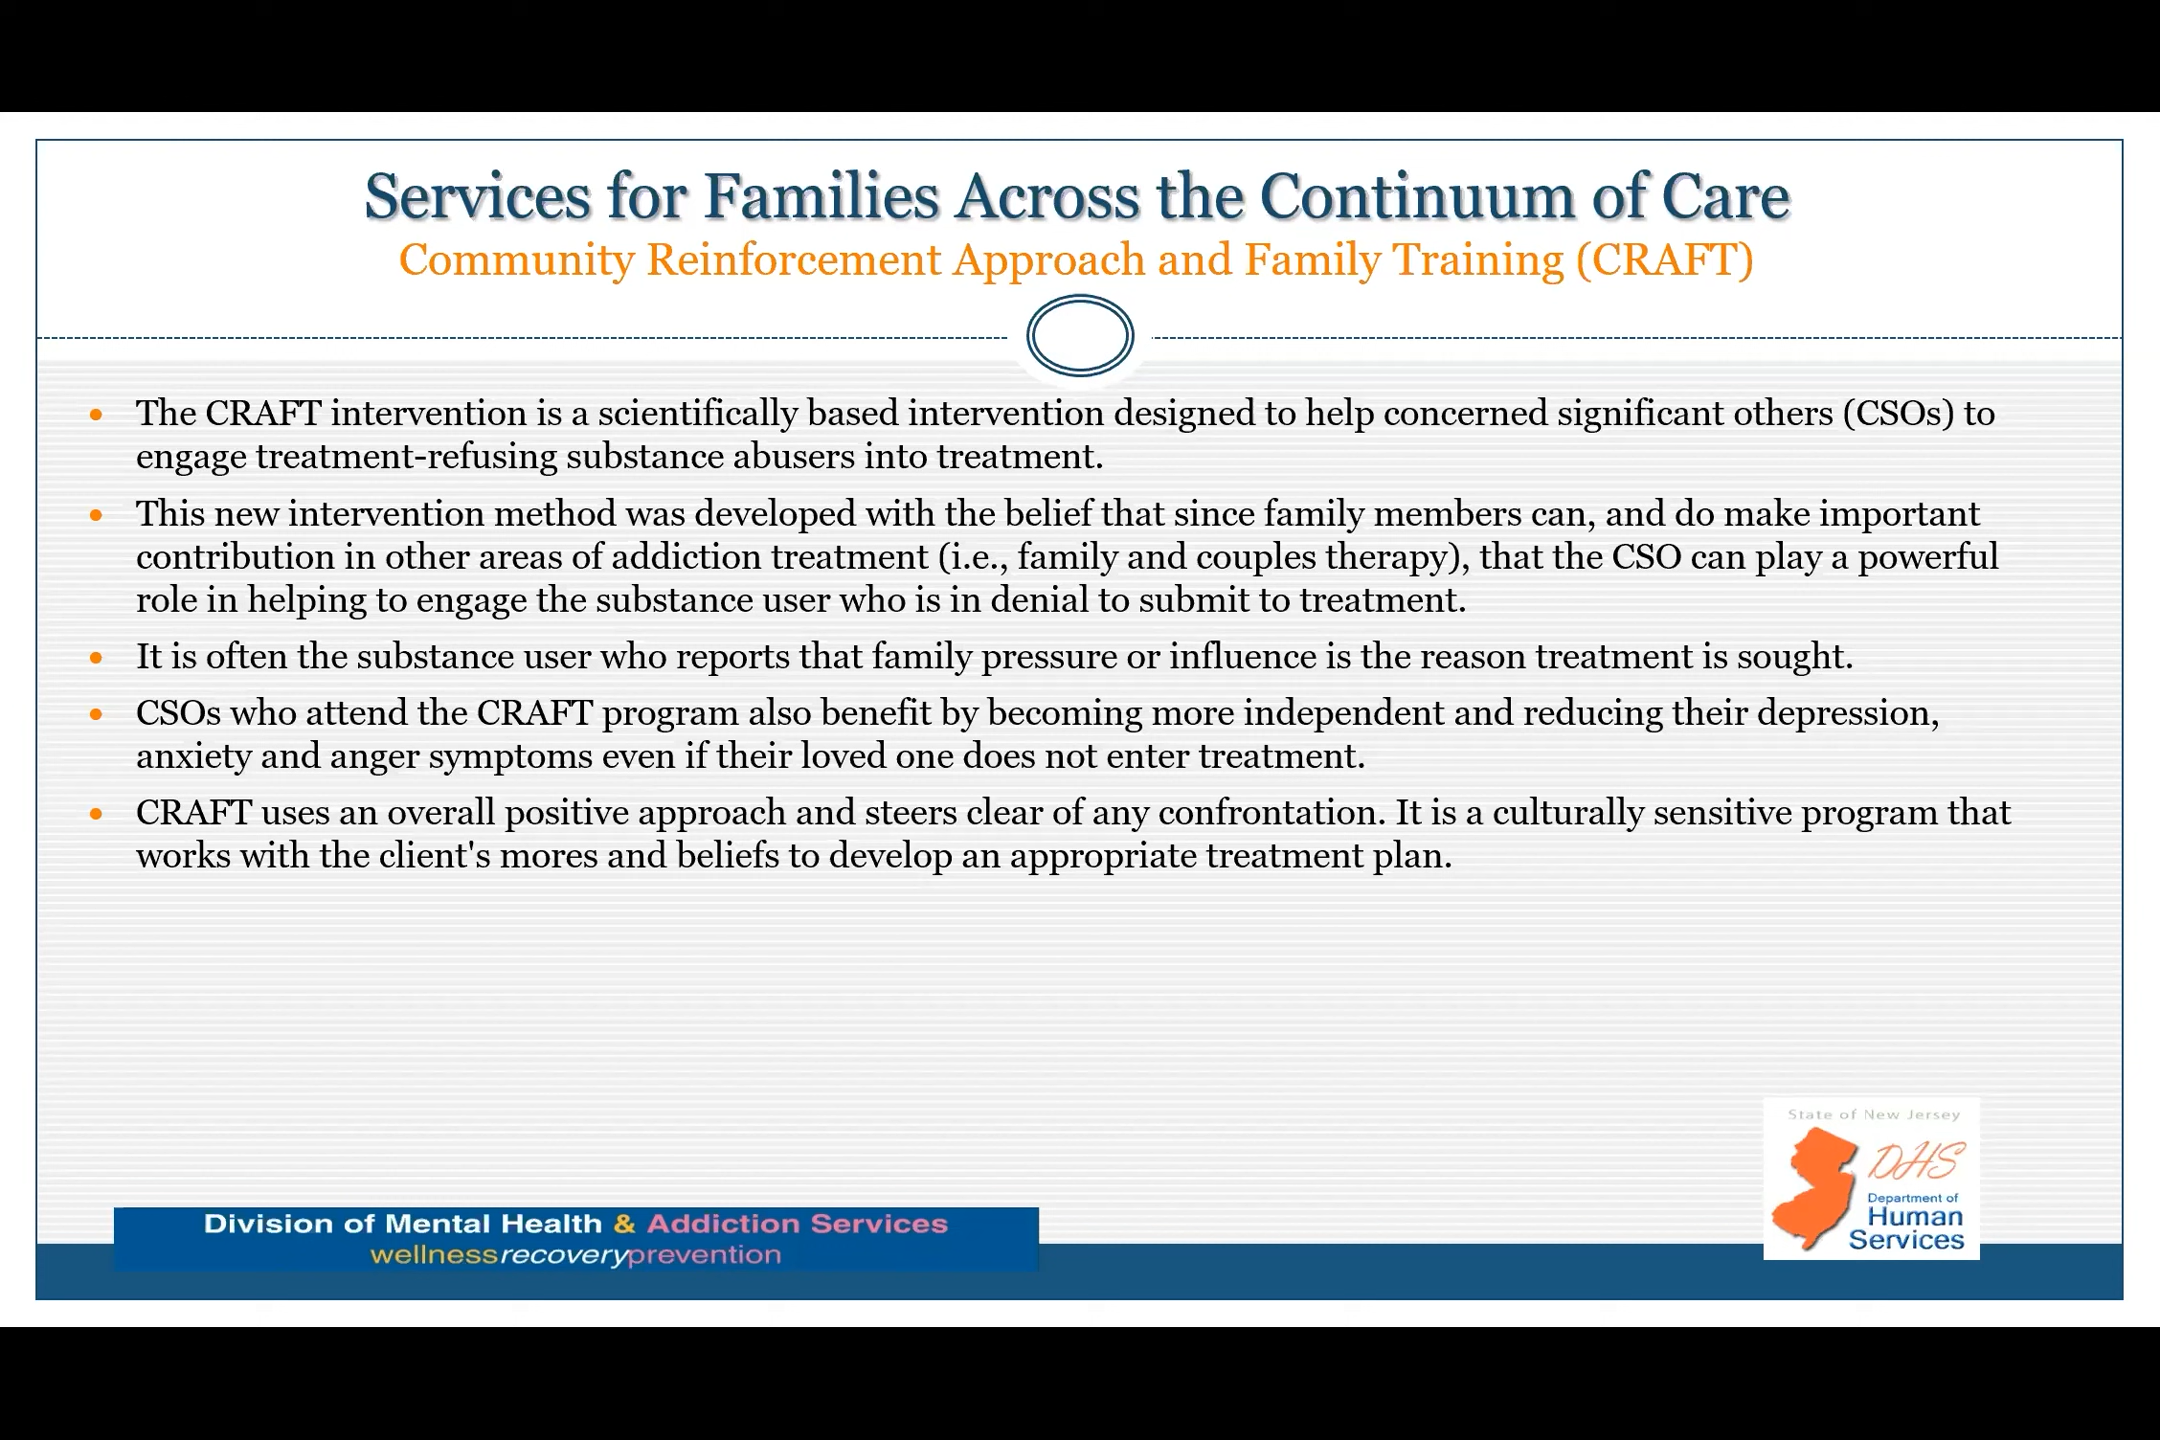 Services for Families Across the Continuum of Care
Community Reinforcement Approach and Family Training (CRAFT)
• The CRAFT intervention is a scientifically based intervention designed to help concerned significant others (CSOs) to
engage treatment-refusing substance abusers into treatment.
• This new intervention method was developed with the belief that since family members can, and do make important
contribution in other areas of addiction treatment (i.e., family and couples therapy), that the CSO can play a powerful
role in helping to engage the substance user who is in denial to submit to treatment.
• It is often the substance user who reports that family pressure or influence is the reason treatment is sought.
• CSOs who attend the CRAFT program also benefit by becoming more independent and reducing their depression,
anxiety and anger symptoms even if their loved one does not enter treatment.
• CRAFT uses an overall positive approach and steers clear of any confrontation. It is a culturally sensitive program that
works with the client's mores and beliefs to develop an appropriate treatment plan.
Division of Mental Health & Addiction Services
wellnessrecoveryprevention
State of New Jersey
DHS
Department of
Human
Services